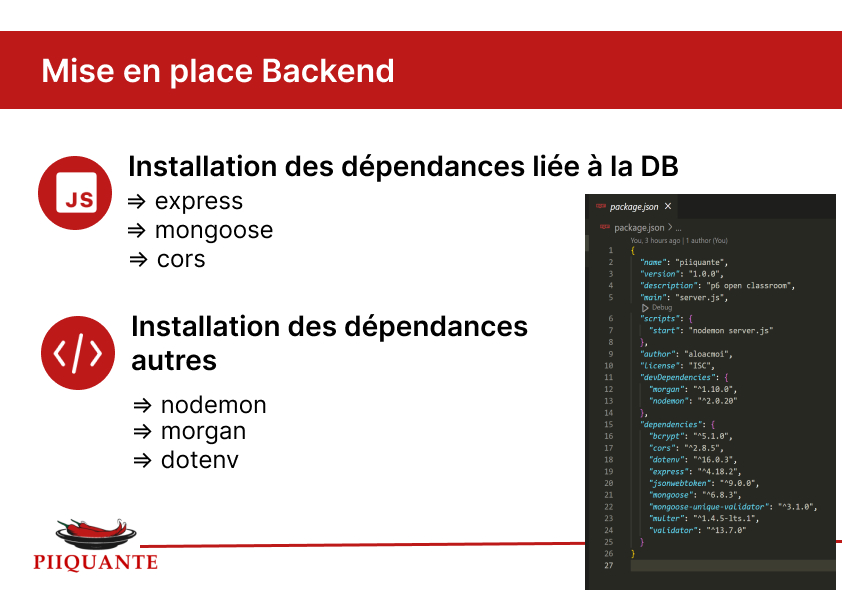 Mise en place Backend
Installation des dépendances liée à la DB
JS
⇒ express
⇒ mongoose
⇒ cors
Installation des dépendances
autres
</>
⇒ nodemon
⇒ morgan
⇒ dotenv
PIIQUANTE
package.json ×
package.json > ...
You, 3 hours ago | 1 author (You)
1 {
2 "name": "piiquante",
3 "version": "1.0.0",
4 "description": "p6 open classroom",
5 "main": "server.js",
▷ Debug
6 "scripts": {
7 "start": "nodemon server.js"
8 },
9 "author": "aloacmoi",
10 "license": "ISC",
11 "devDependencies": {
12 "morgan": "^1.10.0",
13 "nodemon": "^2.0.20"
14 },
15 "dependencies": {
16 "bcrypt": "^5.1.0",
17 "cors": "^2.8.5",
18 "dotenv": "^16.0.3",
19 "express": "^4.18.2",
20 "jsonwebtoken": "^9.0.0",
21 "mongoose": "^6.8.3",
22 "mongoose-unique-validator": "^3.1.0",
23 "multer": "^1.4.5-lts.1",
24 "validator": "^13.7.0"
25 }
26 }
27